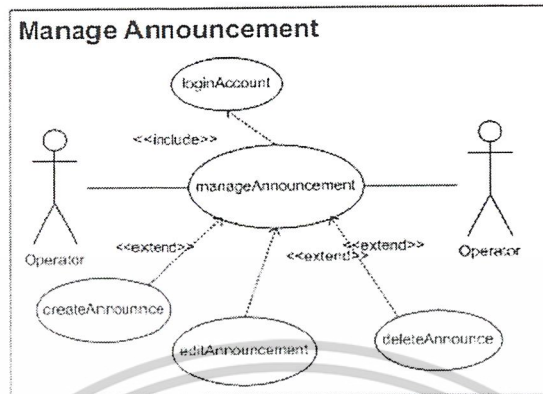 Manage Announcement
loginAccount
<<include>>
manageAnnouncement
Operator
Operator
<<extend>>
<<extend>>
<<extend>>
createAnnounnce
editAnnouncement
deleteAnnounce